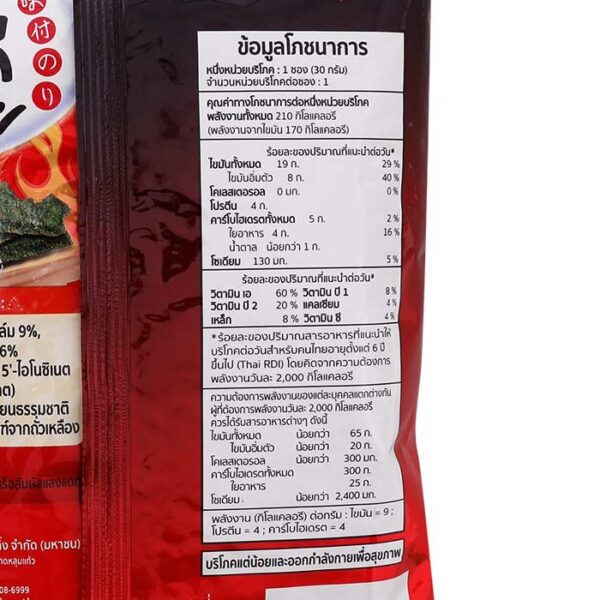 味付のり
ล์ม 9%,
6%
5'-ไอโนซิเนต
ยนธรรมชาติ
ฑ์จากถั่วเหลือง
จำกัด (มหาชน)
08-6999
ข้อมูลโภชนาการ
หนึ่งหน่วยบริโภค : 1 ซอง (30 กรัม)
จำนวนหน่วยบริโภคต่อซอง : 1
คุณค่าทางโภชนาการต่อหนึ่งหน่วยบริโภค
พลังงานทั้งหมด 210 กิโลแคลอรี
(พลังงานจากไขมัน 170 กิโลแคลอรี)
ร้อยละของปริมาณที่แนะนำต่อวัน*
ไขมันทั้งหมด 19 ก. 29 %
ไขมันอิ่มตัว 8 ก. 40 %
โคเลสเตอรอล 0 มก. 0 %
โปรตีน 4 ก.
คาร์โบไฮเดรตทั้งหมด 5 ก. 2 %
ใยอาหาร 4 ก. 16 %
น้ำตาล น้อยกว่า 1 ก.
โซเดียม 130 มก. 5 %
ร้อยละของปริมาณที่แนะนำต่อวัน*
วิตามิน เอ 60 % วิตามิน บี 1 8 %
วิตามิน บี 2 20 % แคลเซียม 4 %
เหล็ก 8 % วิตามิน ซี 4 %
*ร้อยละของปริมาณสารอาหารที่แนะนำให้
บริโภคต่อวันสำหรับคนไทยอายุตั้งแต่ 6 ปี
ขึ้นไป (Thai RDI) โดยคิดจากความต้องการ
พลังงานวันละ 2,000 กิโลแคลอรี
ความต้องการพลังงานของแต่ละบุคคลแตกต่างกัน
ผู้ที่ต้องการพลังงานวันละ 2,000 กิโลแคลอรี
ควรได้รับสารอาหารต่างๆ ดังนี้
ไขมันทั้งหมด น้อยกว่า 65 ก.
ไขมันอิ่มตัว น้อยกว่า 20 ก.
โคเลสเตอรอล น้อยกว่า 300 มก.
คาร์โบไฮเดรตทั้งหมด 300 ก.
ใยอาหาร 25 ก.
โซเดียม น้อยกว่า 2,400 มก.
พลังงาน (กิโลแคลอรี) ต่อกรัม : ไขมัน = 9 ;
โปรตีน = 4 ; คาร์โบไฮเดรต = 4
บริโภคแต่น้อยและออกกำลังกายเพื่อสุขภาพ